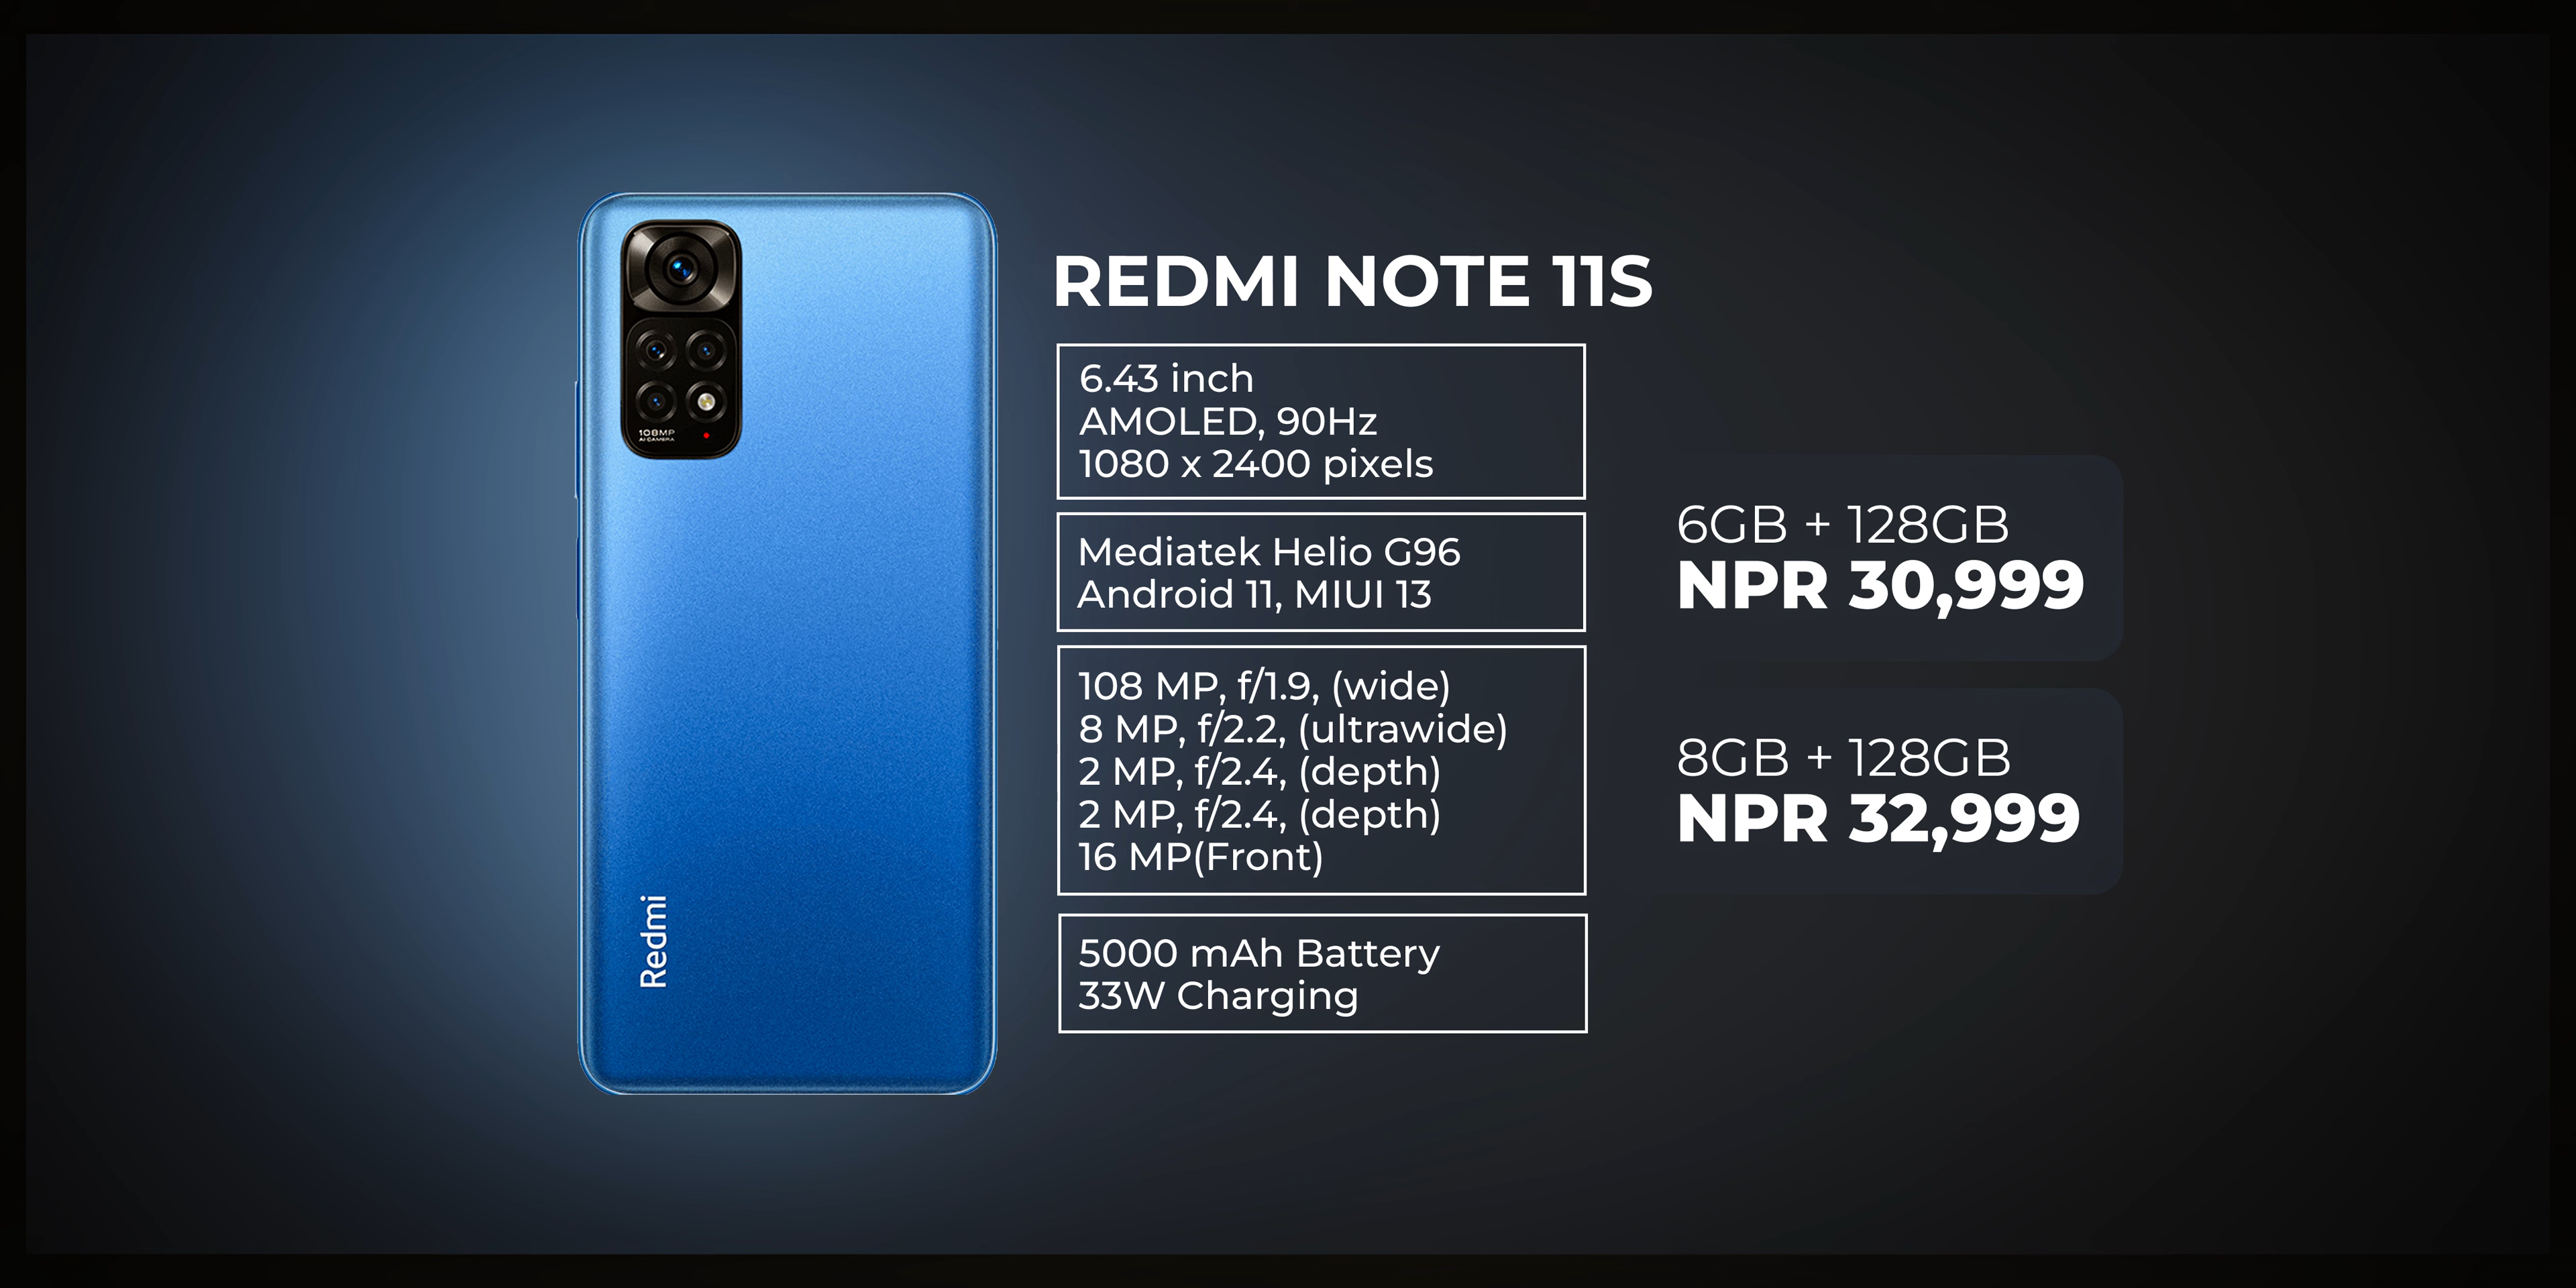 108MP
AI CAMERA
Redmi
REDMI NOTE 11S
6.43 inch
AMOLED, 90Hz
1080 x 2400 pixels
Mediatek Helio G96
Android 11, MIUI 13
108 MP, f/1.9, (wide)
8 MP, f/2.2, (ultrawide)
2 MP, f/2.4, (depth)
2 MP, f/2.4, (depth)
16 MP(Front)
5000 mAh Battery
33W Charging
6GB + 128GB
NPR 30,999
8GB + 128GB
NPR 32,999